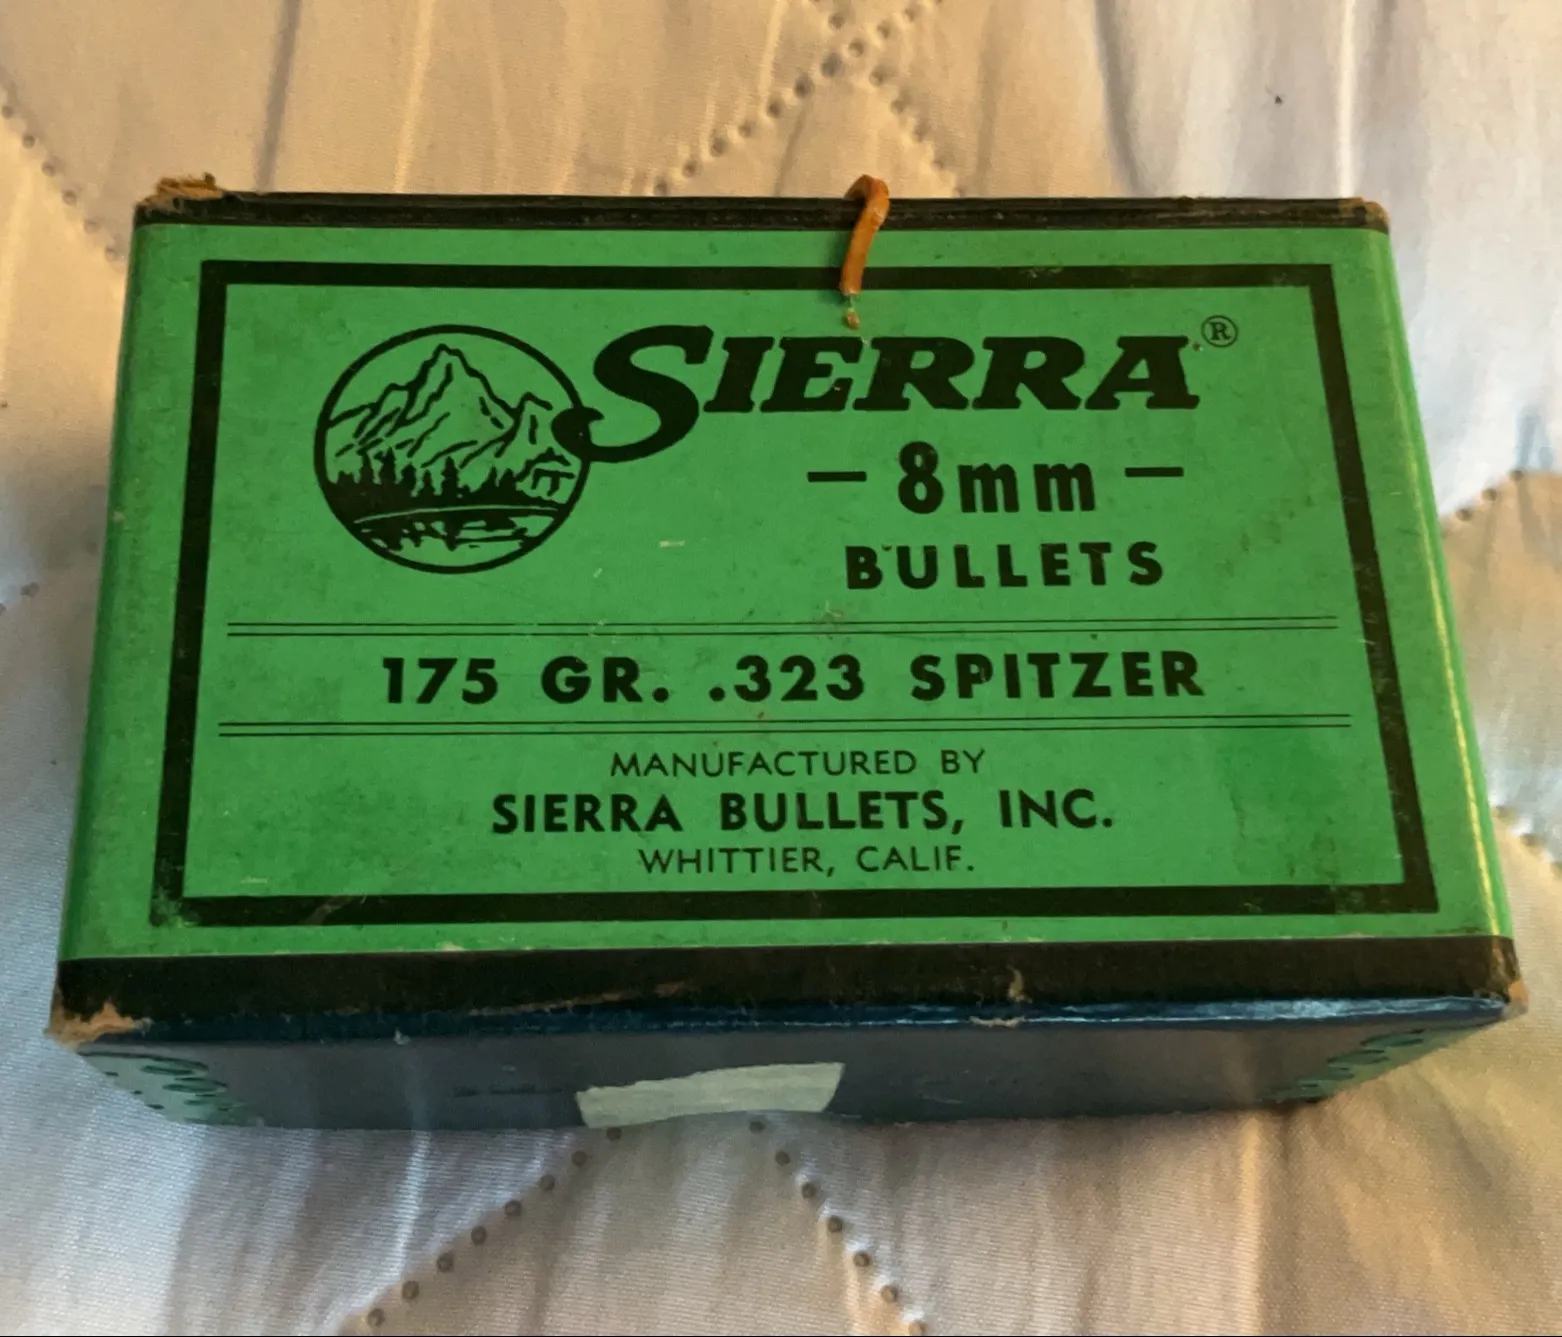 SIERRA®
- 8mm -
BULLETS
175 GR. .323 SPITZER
MANUFACTURED BY
SIERRA BULLETS, INC.
WHITTIER, CALIF.